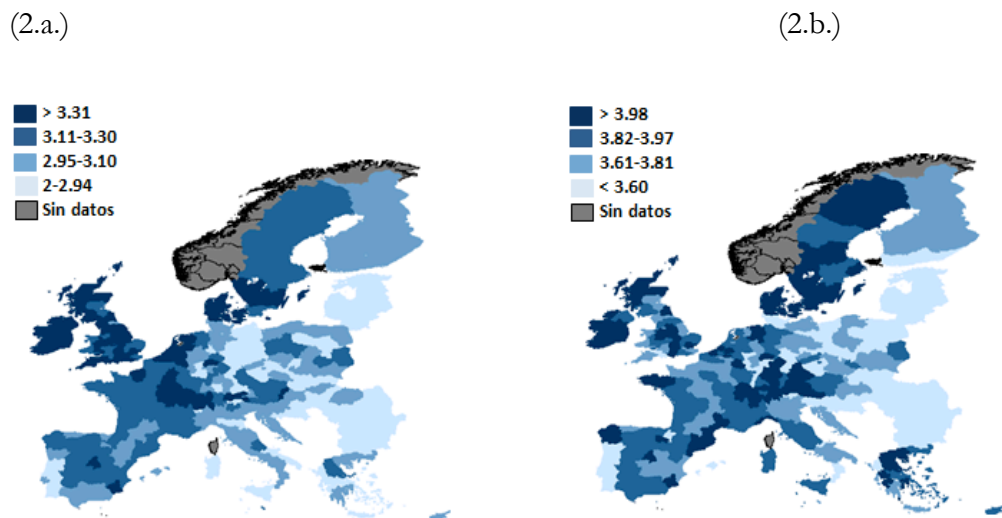 (2.a.)
(2.b.)
> 3.31
3.11-3.30
2.95-3.10
2-2.94
Sin datos
> 3.98
3.82-3.97
3.61-3.81
< 3.60
Sin datos